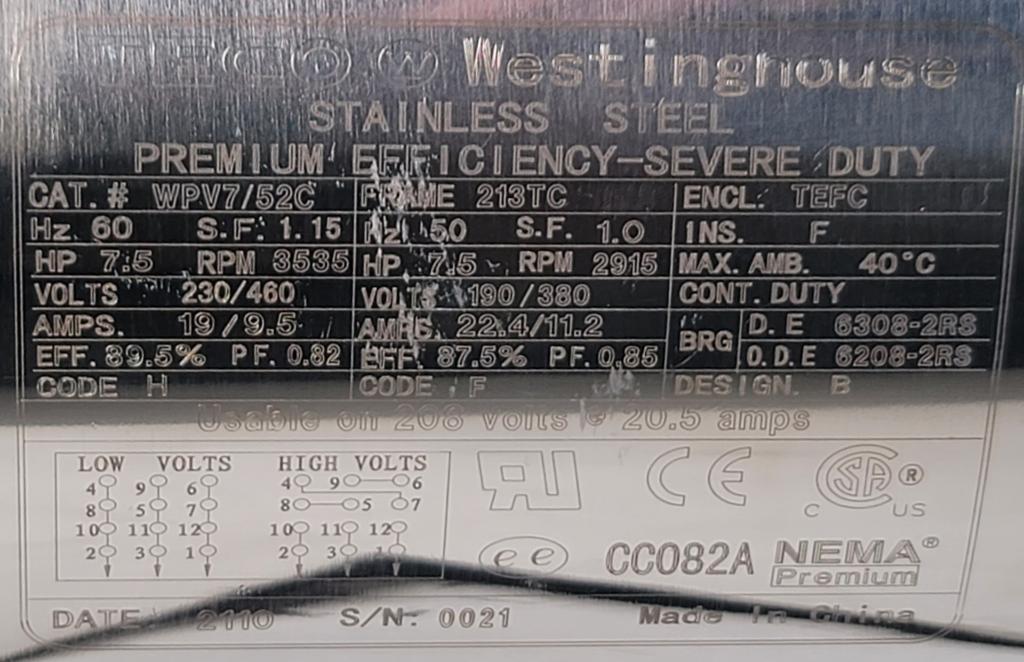 TECO W Westinghouse
STAINLESS STEEL
PREMIUM EFFICIENCY-SEVERE DUTY
CAT. # WPV7/52C FRAME 213TC ENCL: TEFC
Hz 60 S.F. 1.15 Hz 50 S.F. 1.0 INS. F
HP 7.5 RPM 3535 HP 7.5 RPM 2915 MAX. AMB. 40°C
VOLTS 230/460 VOLTS 190/380 CONT. DUTY
AMPS. 19/9.5 AMPS. 22.4/11.2 BRG D.E 6308-2RS
EFF. 89.5% PF. 0.82 EFF. 87.5% PF. 0.85 O.D.E 6208-2RS
CODE H CODE F DESIGN. B
Usable on 208 volts @ 20.5 amps
LOW VOLTS HIGH VOLTS
4 9 6 4 9 6
8 5 7 8 5 7
10 11 12 10 11 12
2 3 1 2 3 1
RU CE CSA ® C US
ee CC082A NEMA® Premium
DATE: 2110 S/N: 0021 Made In China